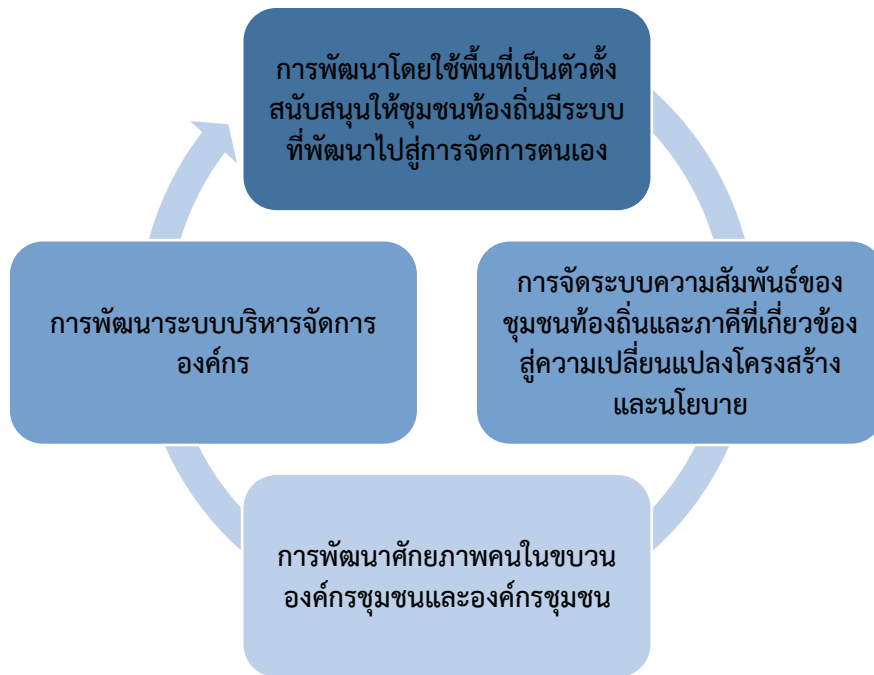 การพัฒนาโดยใช้พื้นที่เป็นตัวตั้ง
สนับสนุนให้ชุมชนท้องถิ่นมีระบบ
ที่พัฒนาไปสู่การจัดการตนเอง
การจัดระบบความสัมพันธ์ของ
ชุมชนท้องถิ่นและภาคีที่เกี่ยวข้อง
สู่ความเปลี่ยนแปลงโครงสร้าง
และนโยบาย
การพัฒนาศักยภาพคนในขบวน
องค์กรชุมชนและองค์กรชุมชน
การพัฒนาระบบบริหารจัดการ
องค์กร